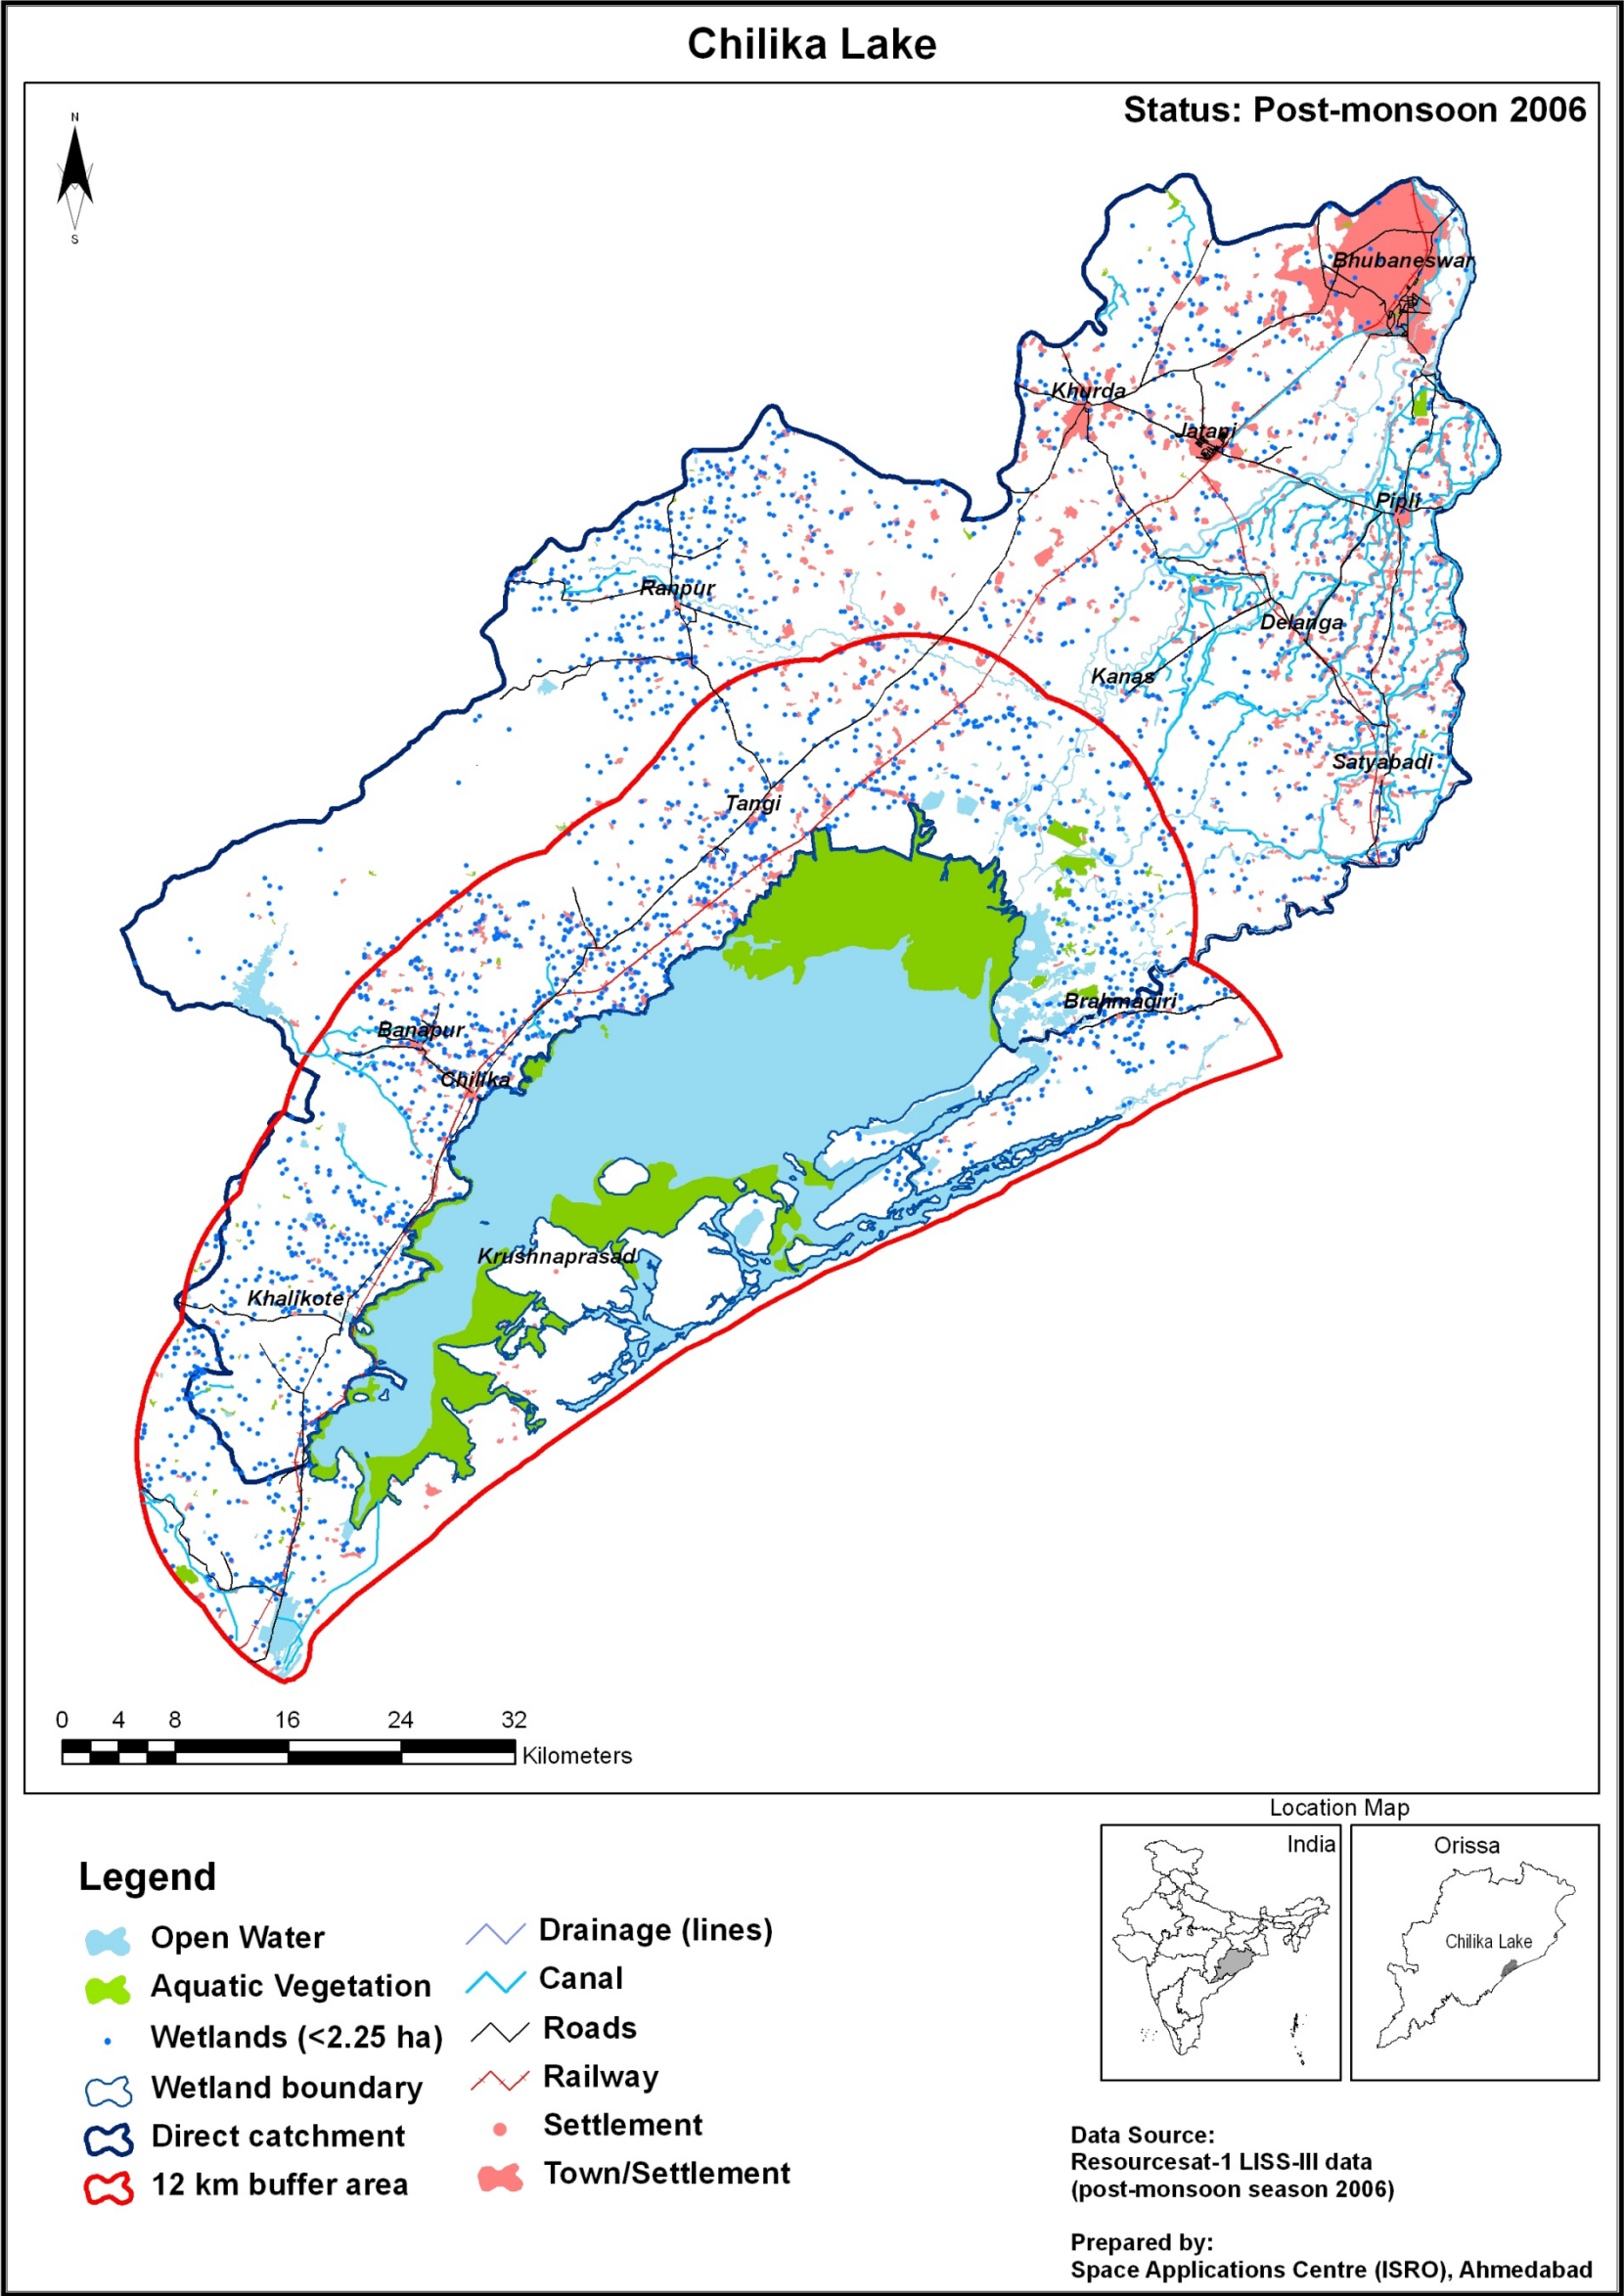 Chilika Lake
Status: Post-monsoon 2006
N
S
Bhubaneswar
Khurda
Jatani
Pipli
Ranpur
Delanga
Kanas
Satyabadi
Tangi
Brahmagiri
Banapur
Chilika
Krushnaprasad
Khalikote
0 4 8 16 24 32
Kilometers
Location Map
India
Orissa
Chilika Lake
Legend
Open Water
Aquatic Vegetation
Wetlands (<2.25 ha)
Wetland boundary
Direct catchment
12 km buffer area
Drainage (lines)
Canal
Roads
Railway
Settlement
Town/Settlement
Data Source:
Resourcesat-1 LISS-III data
(post-monsoon season 2006)
Prepared by:
Space Applications Centre (ISRO), Ahmedabad